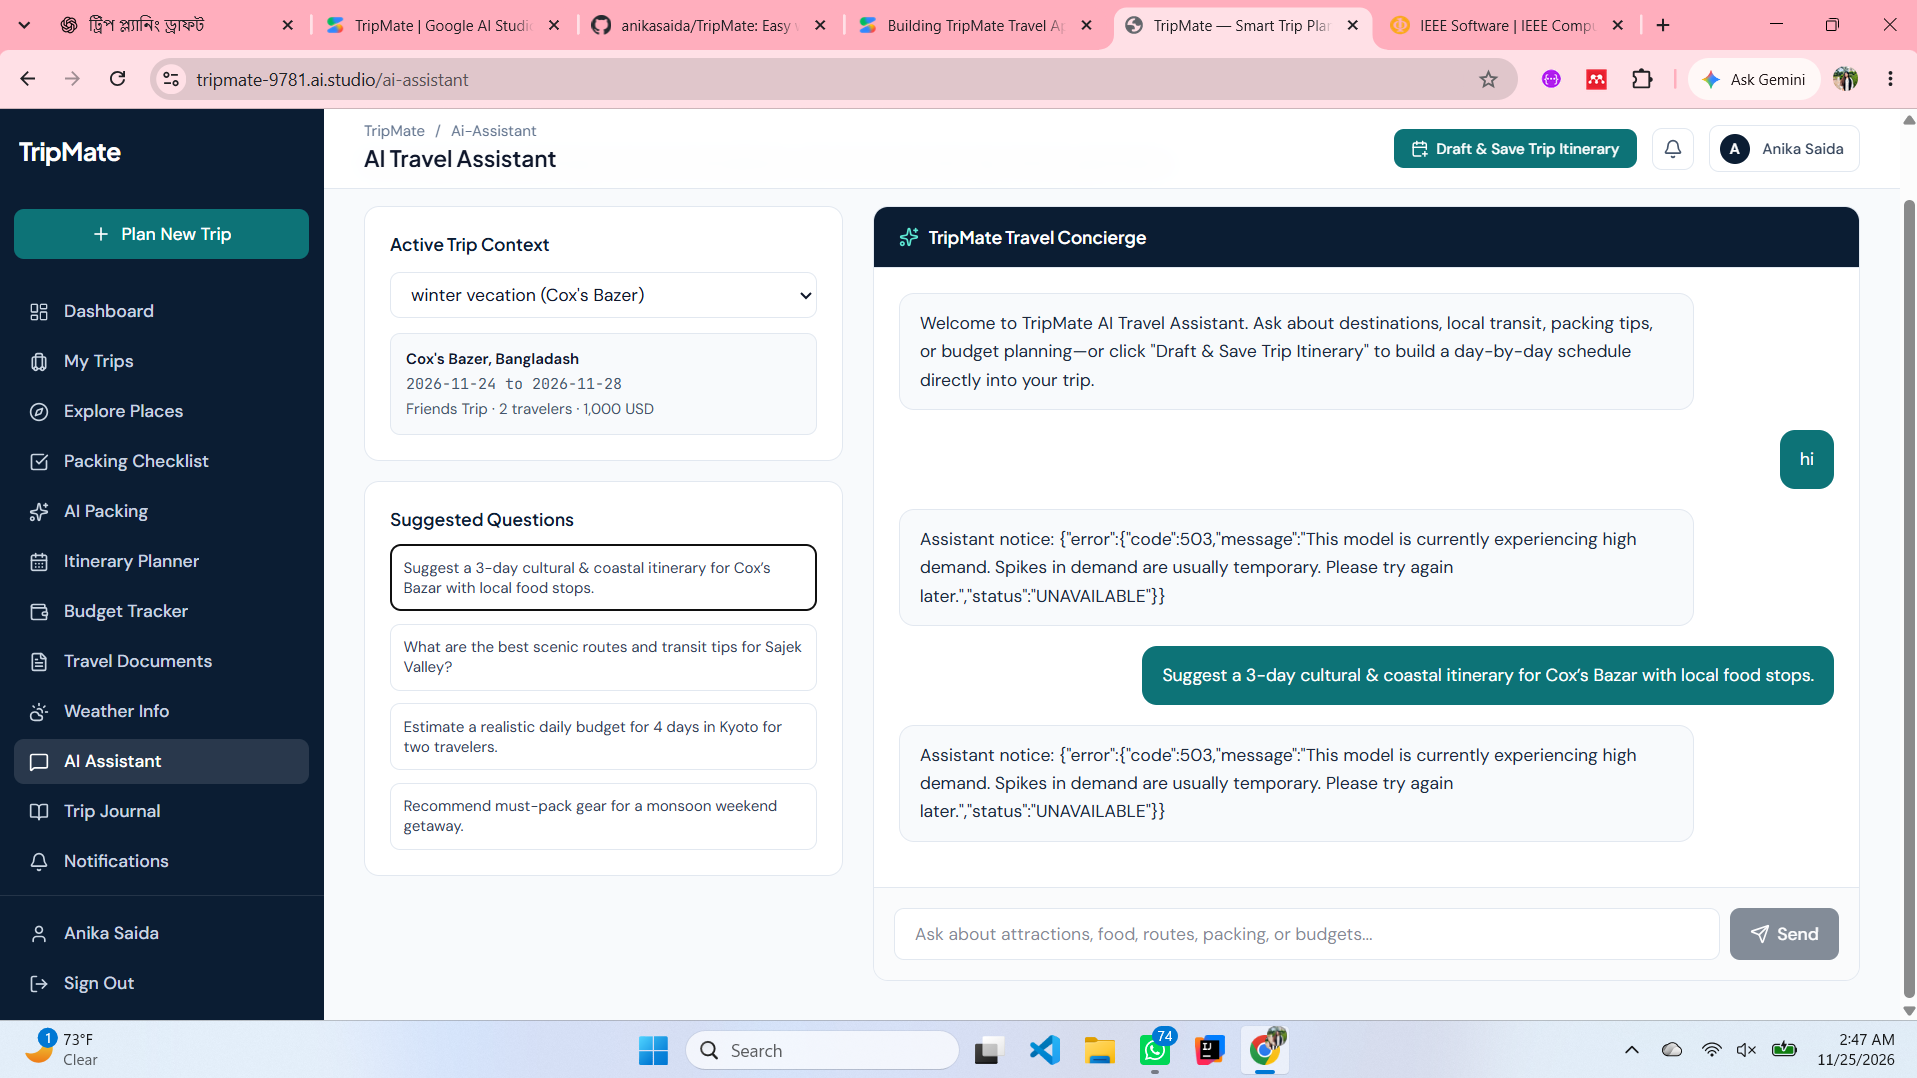 ট্রিপ প্ল্যানিং ড্রাফট
TripMate | Google AI Studio
anikasaida/TripMate: Easy w
Building TripMate Travel Ap
TripMate — Smart Trip Plan
IEEE Software | IEEE Compu
tripmate-9781.ai.studio/ai-assistant
Ask Gemini
TripMate
Plan New Trip
Dashboard
My Trips
Explore Places
Packing Checklist
AI Packing
Itinerary Planner
Budget Tracker
Travel Documents
Weather Info
AI Assistant
Trip Journal
Notifications
Anika Saida
Sign Out
TripMate / Ai-Assistant
AI Travel Assistant
Draft & Save Trip Itinerary
A
Anika Saida
Active Trip Context
winter vecation (Cox's Bazer)
Cox's Bazer, Bangladash
2026-11-24 to 2026-11-28
Friends Trip · 2 travelers · 1,000 USD
Suggested Questions
Suggest a 3-day cultural & coastal itinerary for Cox’s
Bazar with local food stops.
What are the best scenic routes and transit tips for Sajek
Valley?
Estimate a realistic daily budget for 4 days in Kyoto for
two travelers.
Recommend must-pack gear for a monsoon weekend
getaway.
TripMate Travel Concierge
Welcome to TripMate AI Travel Assistant. Ask about destinations, local transit, packing tips,
or budget planning—or click "Draft & Save Trip Itinerary" to build a day-by-day schedule
directly into your trip.
hi
Assistant notice: {"error":{"code":503,"message":"This model is currently experiencing high
demand. Spikes in demand are usually temporary. Please try again
later.","status":"UNAVAILABLE"}}
Suggest a 3-day cultural & coastal itinerary for Cox’s Bazar with local food stops.
Assistant notice: {"error":{"code":503,"message":"This model is currently experiencing high
demand. Spikes in demand are usually temporary. Please try again
later.","status":"UNAVAILABLE"}}
Ask about attractions, food, routes, packing, or budgets...
Send
1
73°F
Clear
Search
74
2:47 AM
11/25/2026